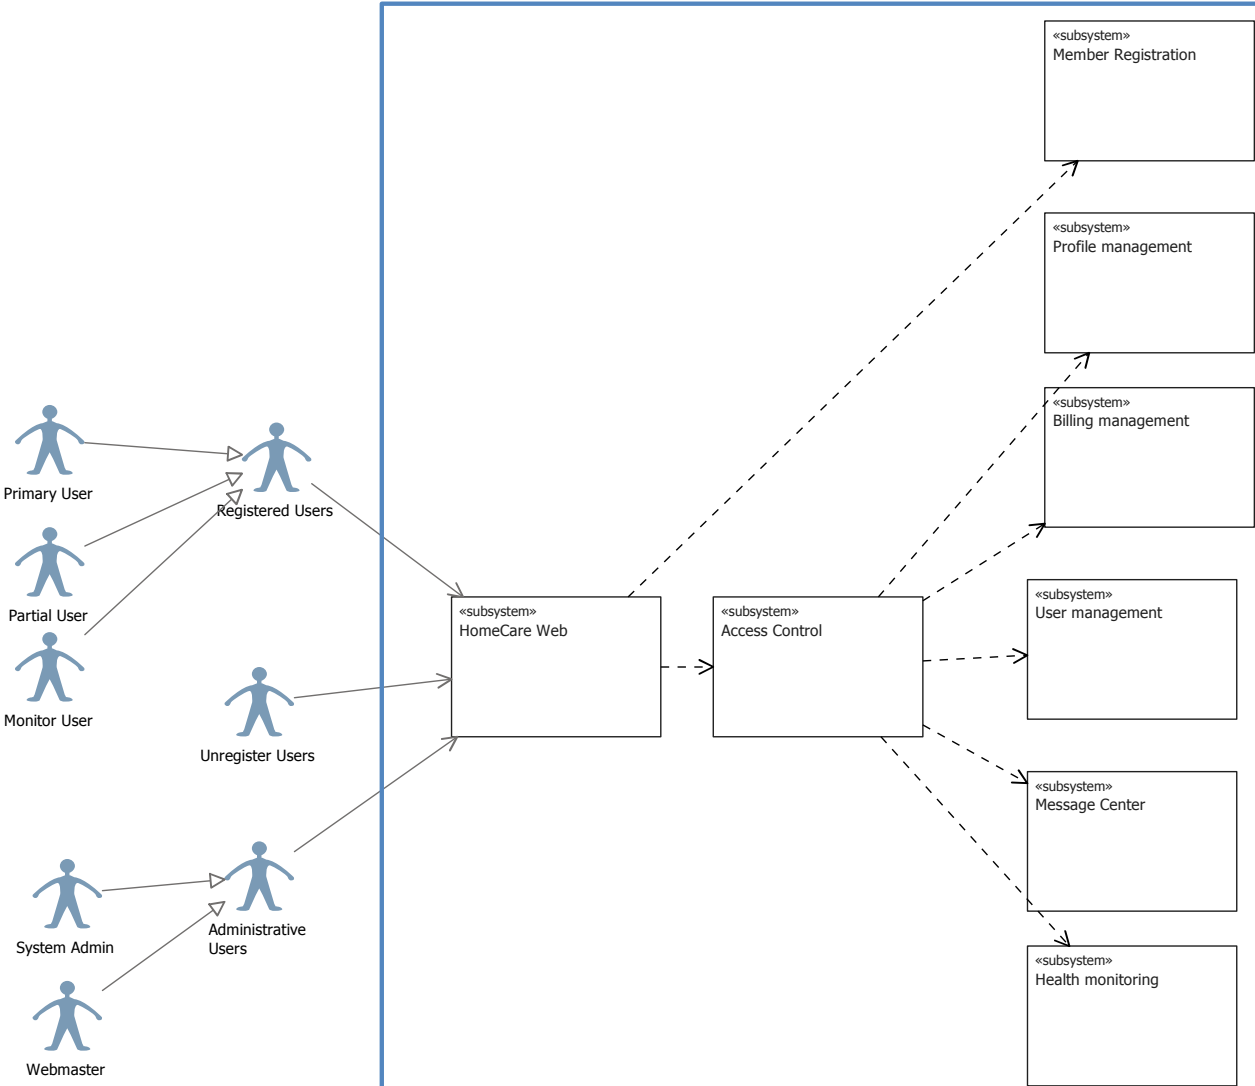 «subsystem»
Member Registration
«subsystem»
Profile management
«subsystem»
Billing management
Primary User
Registered Users
Partial User
«subsystem»
HomeCare Web
«subsystem»
Access Control
«subsystem»
User management
Monitor User
Unregister Users
«subsystem»
Message Center
System Admin
Administrative
Users
«subsystem»
Health monitoring
Webmaster